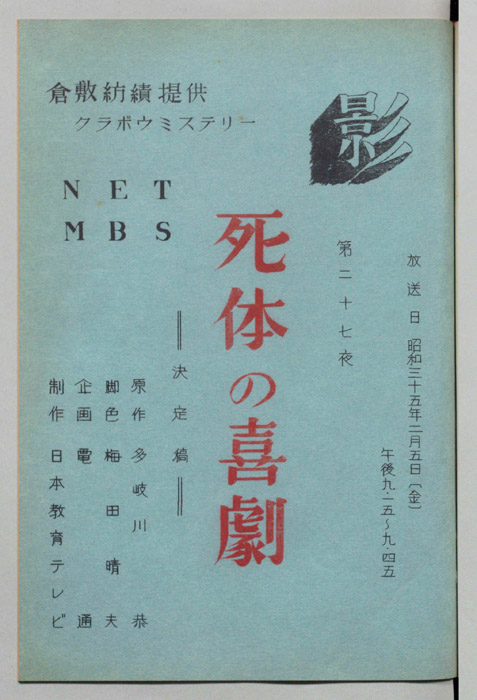 倉敷紡績提供
クラボウミステリー
NET
MBS
影
放送日 昭和三十五年二月五日(金)
午後九・一五〜九・四五
第二十七夜
死体の喜劇
══決定稿══
原作 多岐川 恭
脚色 梅田晴夫
企画 電通
制作 日本教育テレビ